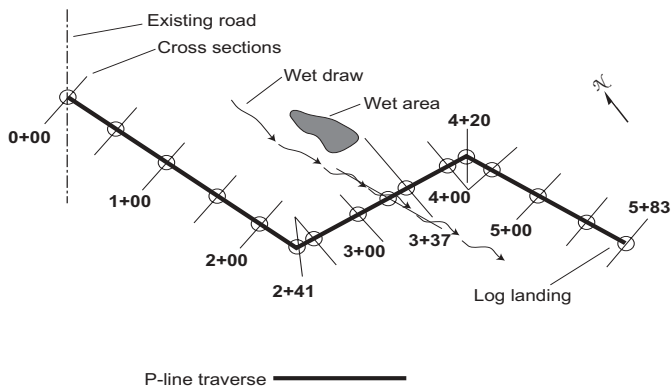 Existing road
Cross sections
Wet draw
Wet area
N
0+00
4+20
1+00
4+00
5+83
2+00
3+00
3+37
5+00
2+41
Log landing
P-line traverse